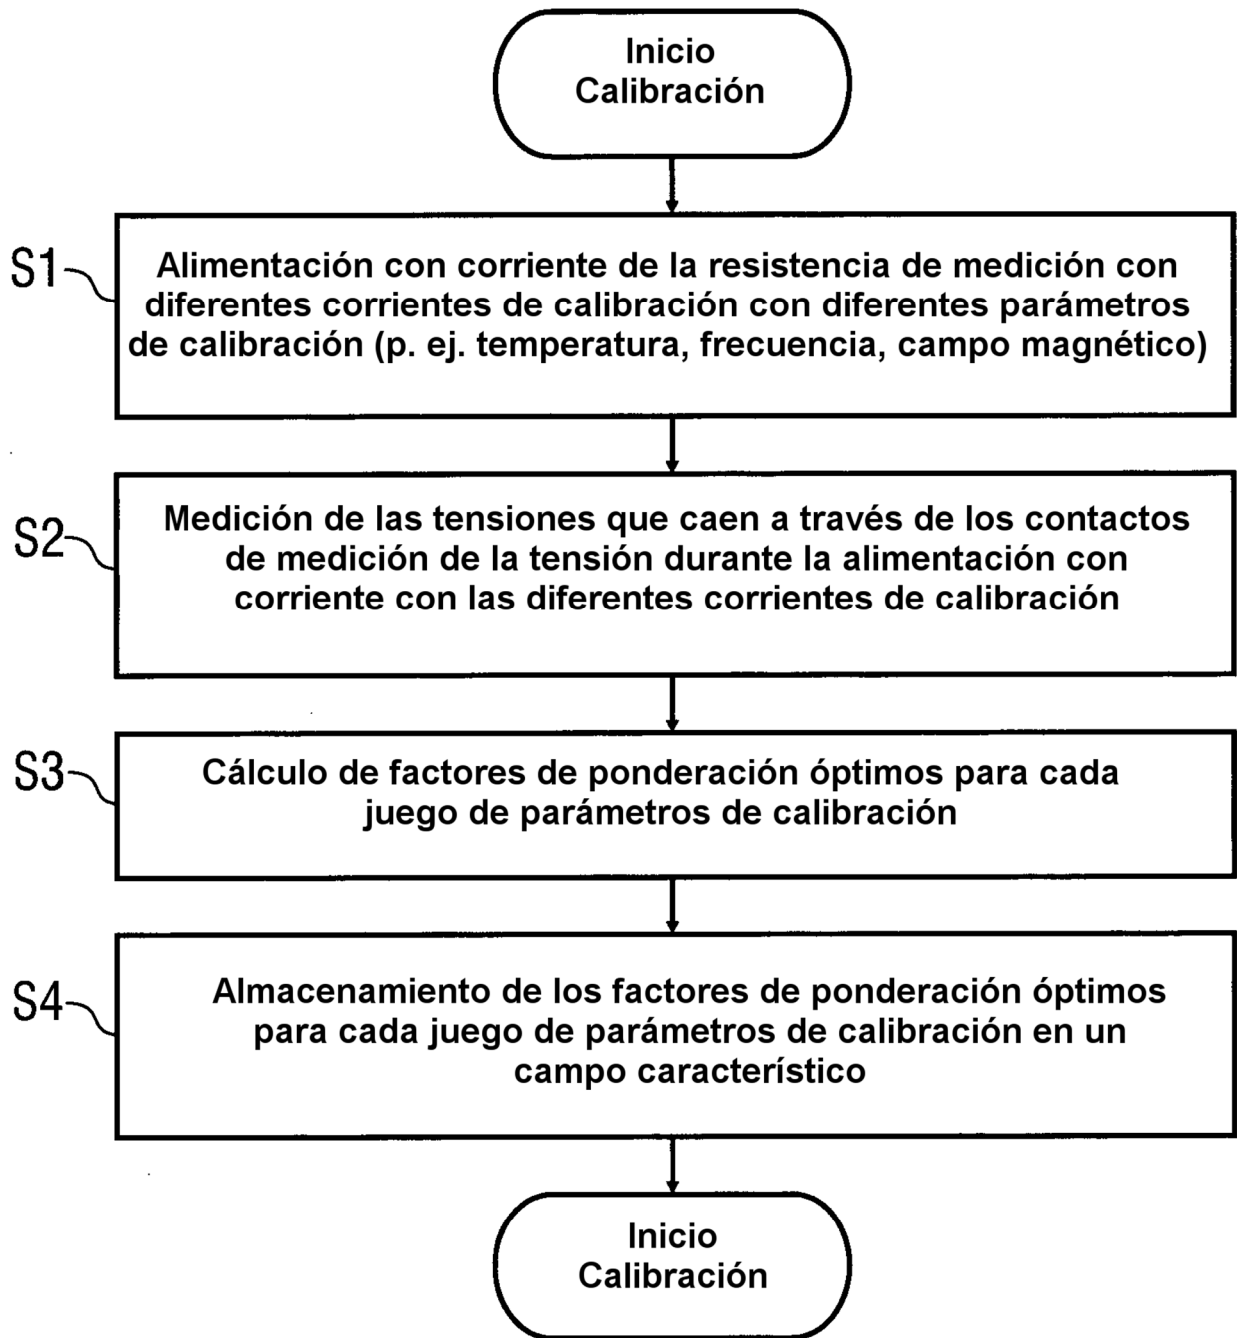 Inicio
Calibración
S1
Alimentación con corriente de la resistencia de medición con
diferentes corrientes de calibración con diferentes parámetros
de calibración (p. ej. temperatura, frecuencia, campo magnético)
S2
Medición de las tensiones que caen a través de los contactos
de medición de la tensión durante la alimentación con
corriente con las diferentes corrientes de calibración
S3
Cálculo de factores de ponderación óptimos para cada
juego de parámetros de calibración
S4
Almacenamiento de los factores de ponderación óptimos
para cada juego de parámetros de calibración en un
campo característico
Inicio
Calibración